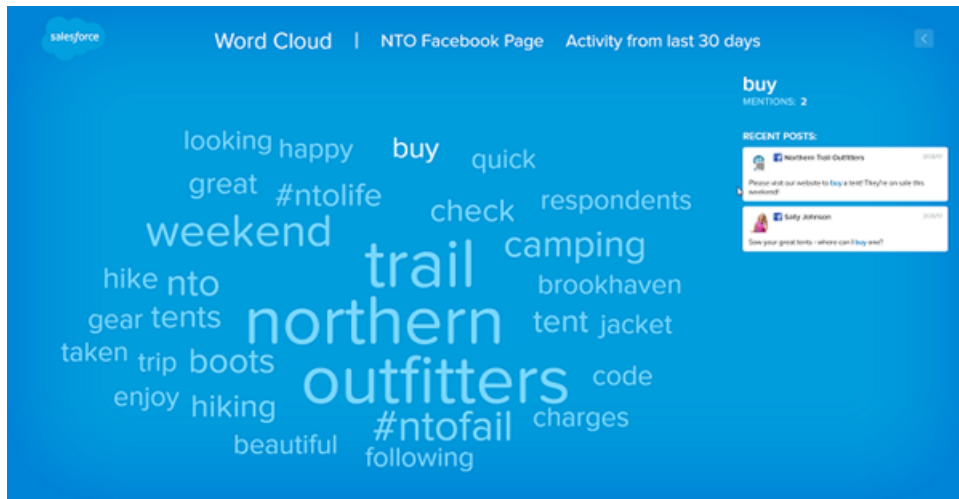 salesforce
Word Cloud | NTO Facebook Page Activity from last 30 days
buy
MENTIONS: 2
RECENT POSTS:
Northern Trail Outfitters
Please visit our website to buy a tent! They're on sale this
weekend!
Sally Johnson
Saw your great tents - where can I buy one?
looking happy buy quick
great #ntolife check respondents
weekend trail camping
hike nto brookhaven
gear tents northern tent jacket
taken trip boots outfitters code
enjoy hiking #ntofail charges
beautiful following